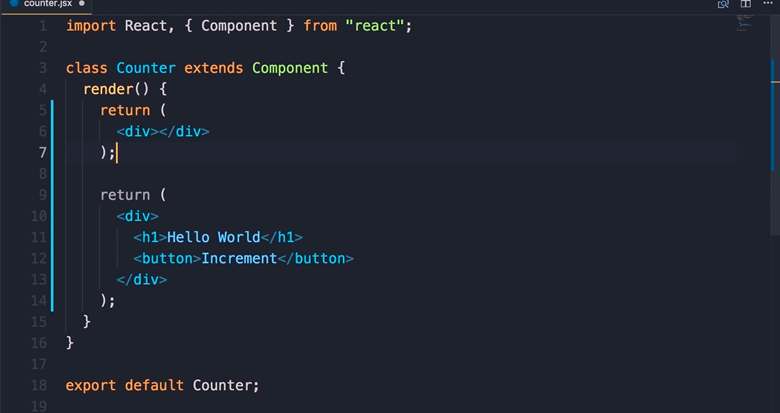 counter.jsx
1 import React, { Component } from "react";
2
3 class Counter extends Component {
4 render() {
5 return (
6 <div></div>
7 );
8
9 return (
10 <div>
11 <h1>Hello World</h1>
12 <button>Increment</button>
13 </div>
14 );
15 }
16 }
17
18 export default Counter;
19